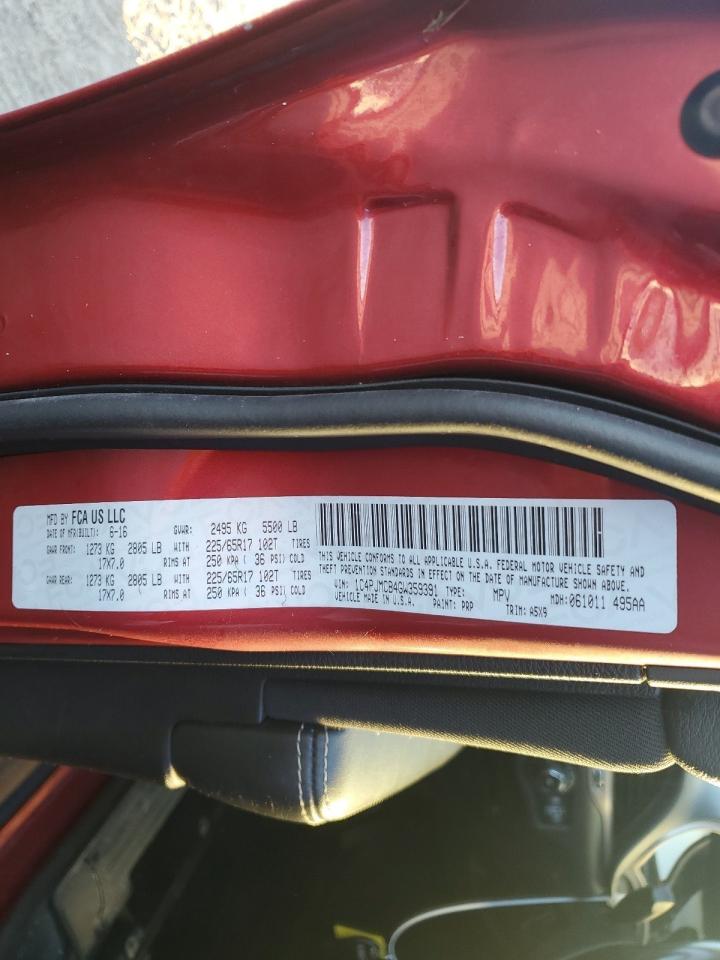 MFD BY FCA US LLC
DATE OF MFR(BUILT): 6-16 GVWR: 2495 KG 5500 LB
GAWR FRONT: 1273 KG 2805 LB WITH 225/65R17 102T TIRES
17X7.0 RIMS AT 250 KPA ( 36 PSI) COLD
GAWR REAR: 1273 KG 2805 LB WITH 225/65R17 102T TIRES
17X7.0 RIMS AT 250 KPA ( 36 PSI) COLD
THIS VEHICLE CONFORMS TO ALL APPLICABLE U.S.A. FEDERAL MOTOR VEHICLE SAFETY AND
THEFT PREVENTION STANDARDS IN EFFECT ON THE DATE OF MANUFACTURE SHOWN ABOVE.
VIN: 1C4PJMCB4GW359391 TYPE: MPV MDH: 061011 495AA
VEHICLE MADE IN U.S.A. PAINT: PRP TRIM: A5X9